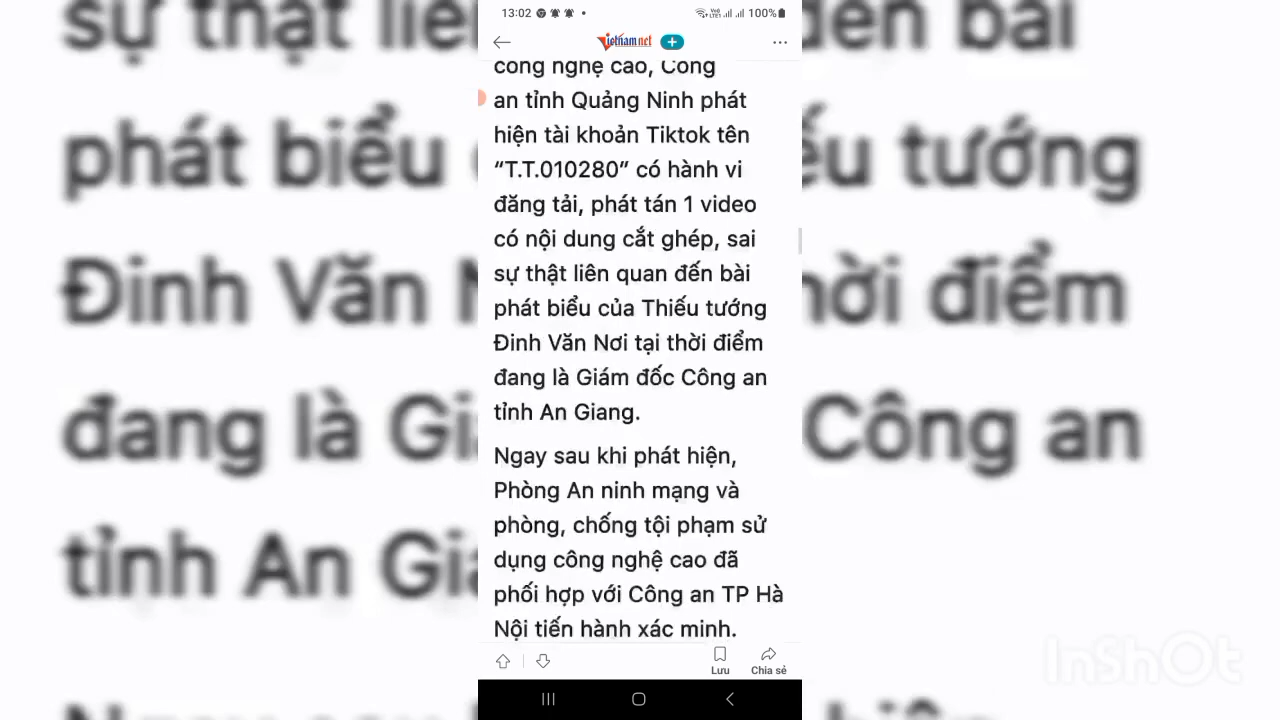 13:02
100%
Vietnamnet
công nghệ cao, Công
an tỉnh Quảng Ninh phát
hiện tài khoản Tiktok tên
“T.T.010280” có hành vi
đăng tải, phát tán 1 video
có nội dung cắt ghép, sai
sự thật liên quan đến bài
phát biểu của Thiếu tướng
Đinh Văn Nơi tại thời điểm
đang là Giám đốc Công an
tỉnh An Giang.
Ngay sau khi phát hiện,
Phòng An ninh mạng và
phòng, chống tội phạm sử
dụng công nghệ cao đã
phối hợp với Công an TP Hà
Nội tiến hành xác minh.
Lưu
Chia sẻ
InShOt